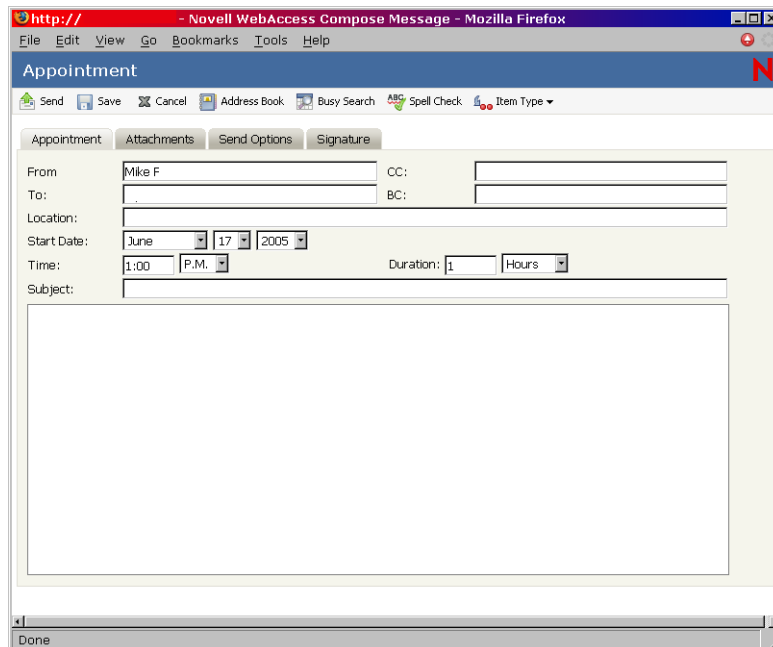 http:// - Novell WebAccess Compose Message - Mozilla Firefox
File Edit View Go Bookmarks Tools Help
Appointment
N
Send Save Cancel Address Book Busy Search ABC Spell Check Item Type
Appointment Attachments Send Options Signature
From Mike F CC:
To: . BC:
Location:
Start Date: June 17 2005
Time: 1:00 P.M. Duration: 1 Hours
Subject:
Done